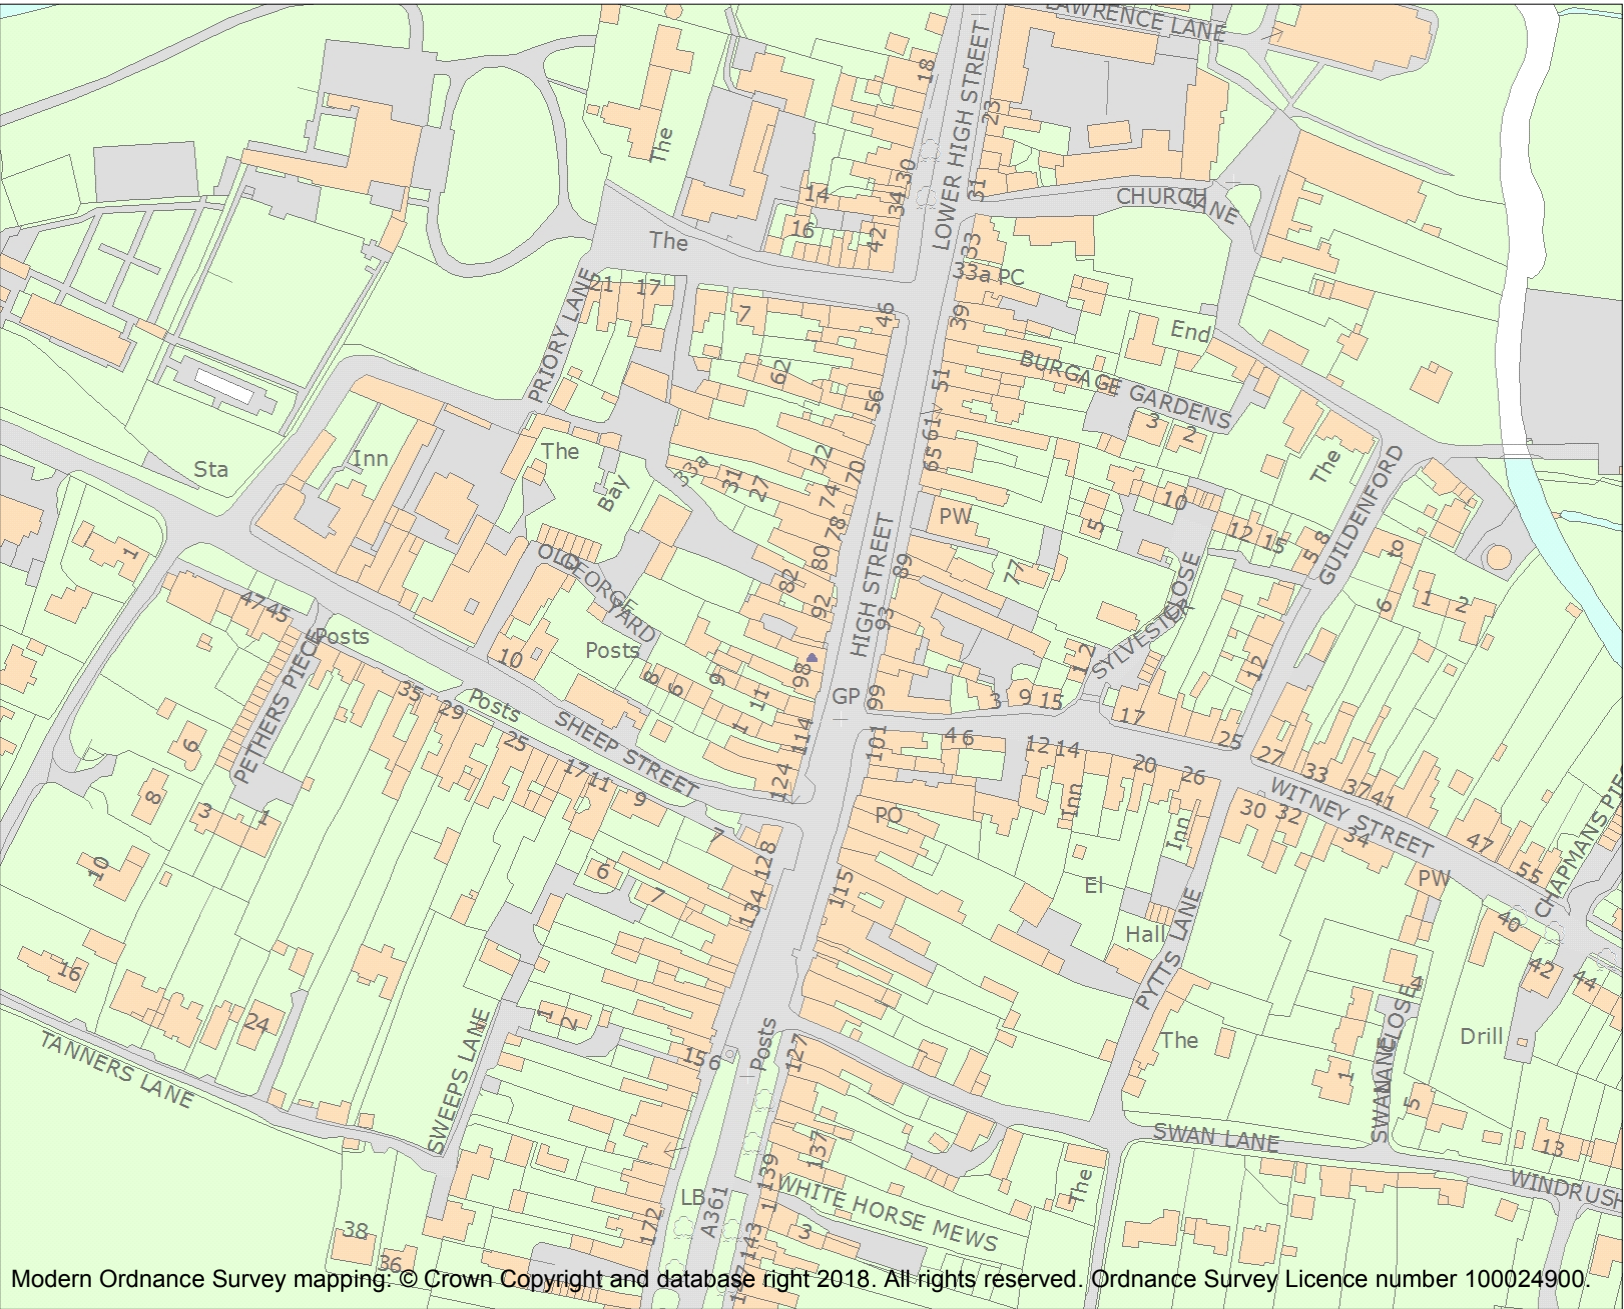 LAWRENCE LANE
18
LOWER HIGH STREET
23
The
30
14
34
31
CHURCH
LANE
16
The
42
33
33a PC
PRIORY LANE
21
17
7
46
39
End
BURGAGE GARDENS
62
51
56
3
2
61
The
Inn
Sta
The
Bay
33a
31
27
72
70
65
74
78
10
PW
5
12
15
5
8
GUILDENFORD
1
OLD
GEORGE
YARD
80
82
HIGH STREET
89
77
CLOSE
SYLVESTER
6
1
2
47
45
Posts
92
93
Posts
10
98
12
12
PETHERS PIECE
35
29
Posts
8
6
9
11
1
GP
99
3
9
15
17
25
SHEEP STREET
114
101
4
6
12
14
20
26
27
33
37
41
WITNEY STREET
6
8
3
1
25
17
11
9
124
PO
Inn
Inn
30
32
34
47
55
CHAPMANS PIE
7
128
10
6
7
134
115
El
PW
40
Hall
PYTTS LANE
16
24
42
44
4
SWAN LANE
CLOSE
1
2
TANNERS LANE
SWEEPS LANE
156
Posts
127
The
Drill
1
5
SWAN LANE
13
WINDRUSH
137
139
The
LB
A361
WHITE HORSE MEWS
172
3
143
38
36
147
Modern Ordnance Survey mapping: © Crown Copyright and database right 2018. All rights reserved. Ordnance Survey Licence number 100024900.